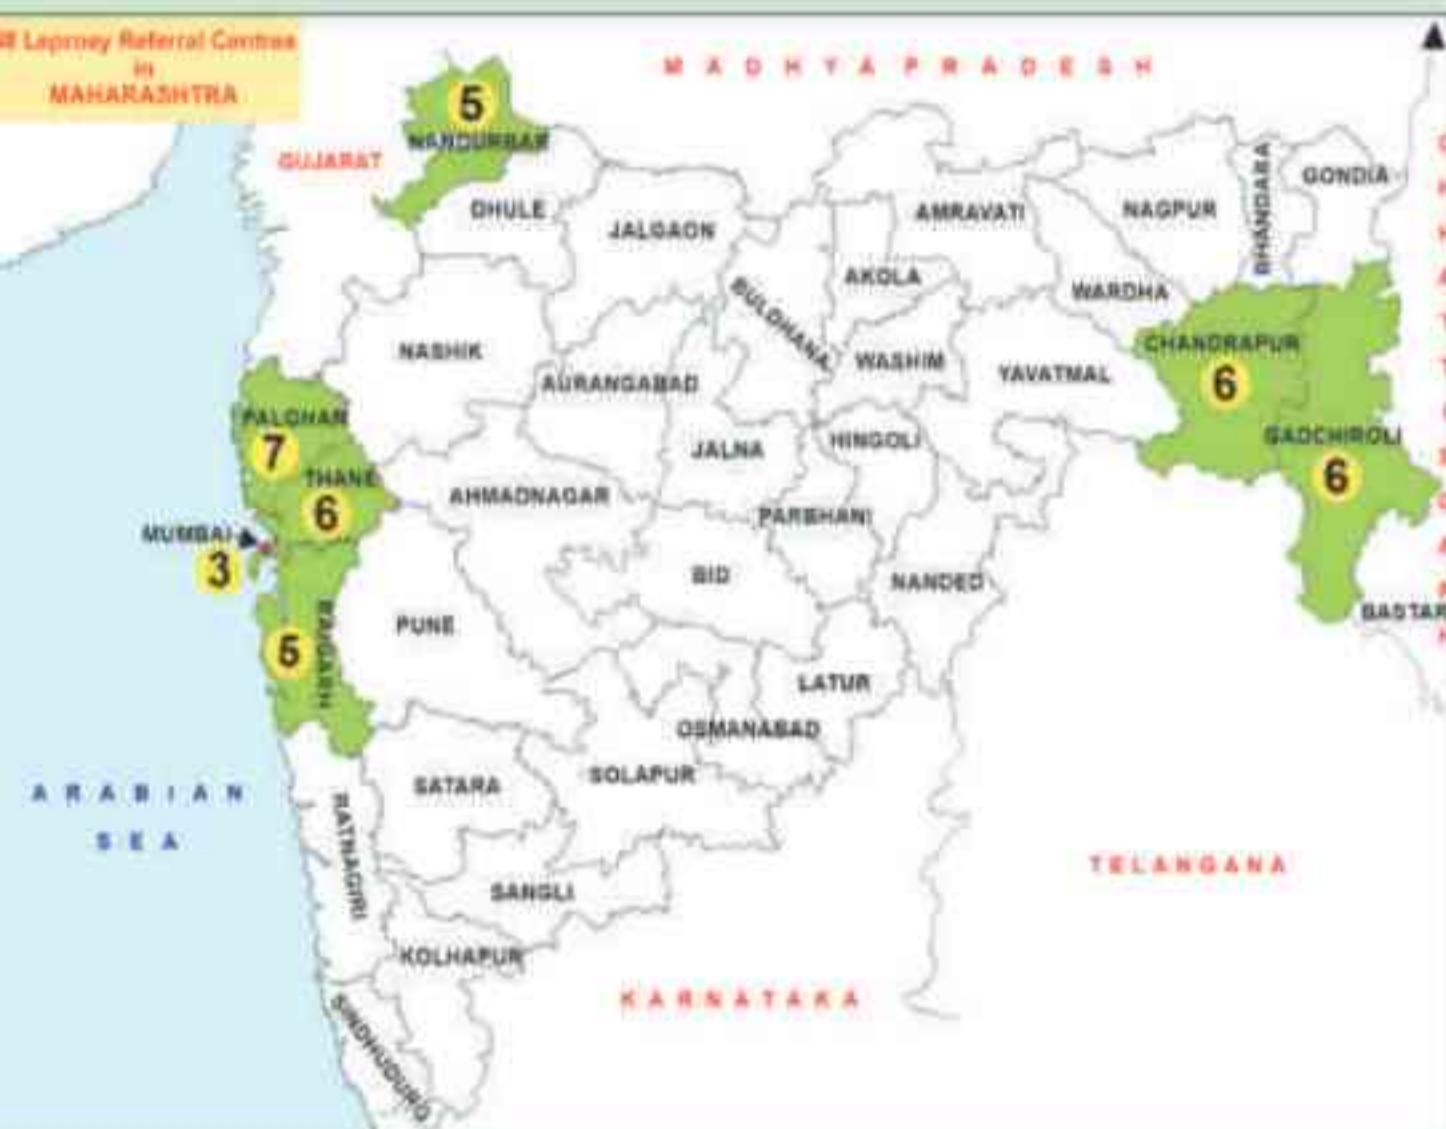 Leprosy Referral Centres
in
MAHARASHTRA
MADHYA PRADESH
5
NANDURBAR
GUJARAT
DHULE
JALGAON
AMRAVATI
NAGPUR
BHANDARA
GONDIA
AKOLA
WARDHA
BULDHANA
NASHIK
AURANGABAD
WASHIM
YAVATMAL
CHANDRAPUR
6
PALGHAR
7
THANE
6
JALNA
HINGOLI
GADCHIROLI
6
AHMADNAGAR
PARBHANI
MUMBAI
3
BID
NANDED
BASTAR
PUNE
5
RAIGARH
LATUR
OSMANABAD
SOLAPUR
SATARA
ARABIAN
SEA
RATNAGIRI
SANGLI
TELANGANA
KOLHAPUR
KARNATAKA
SINDHUDURG